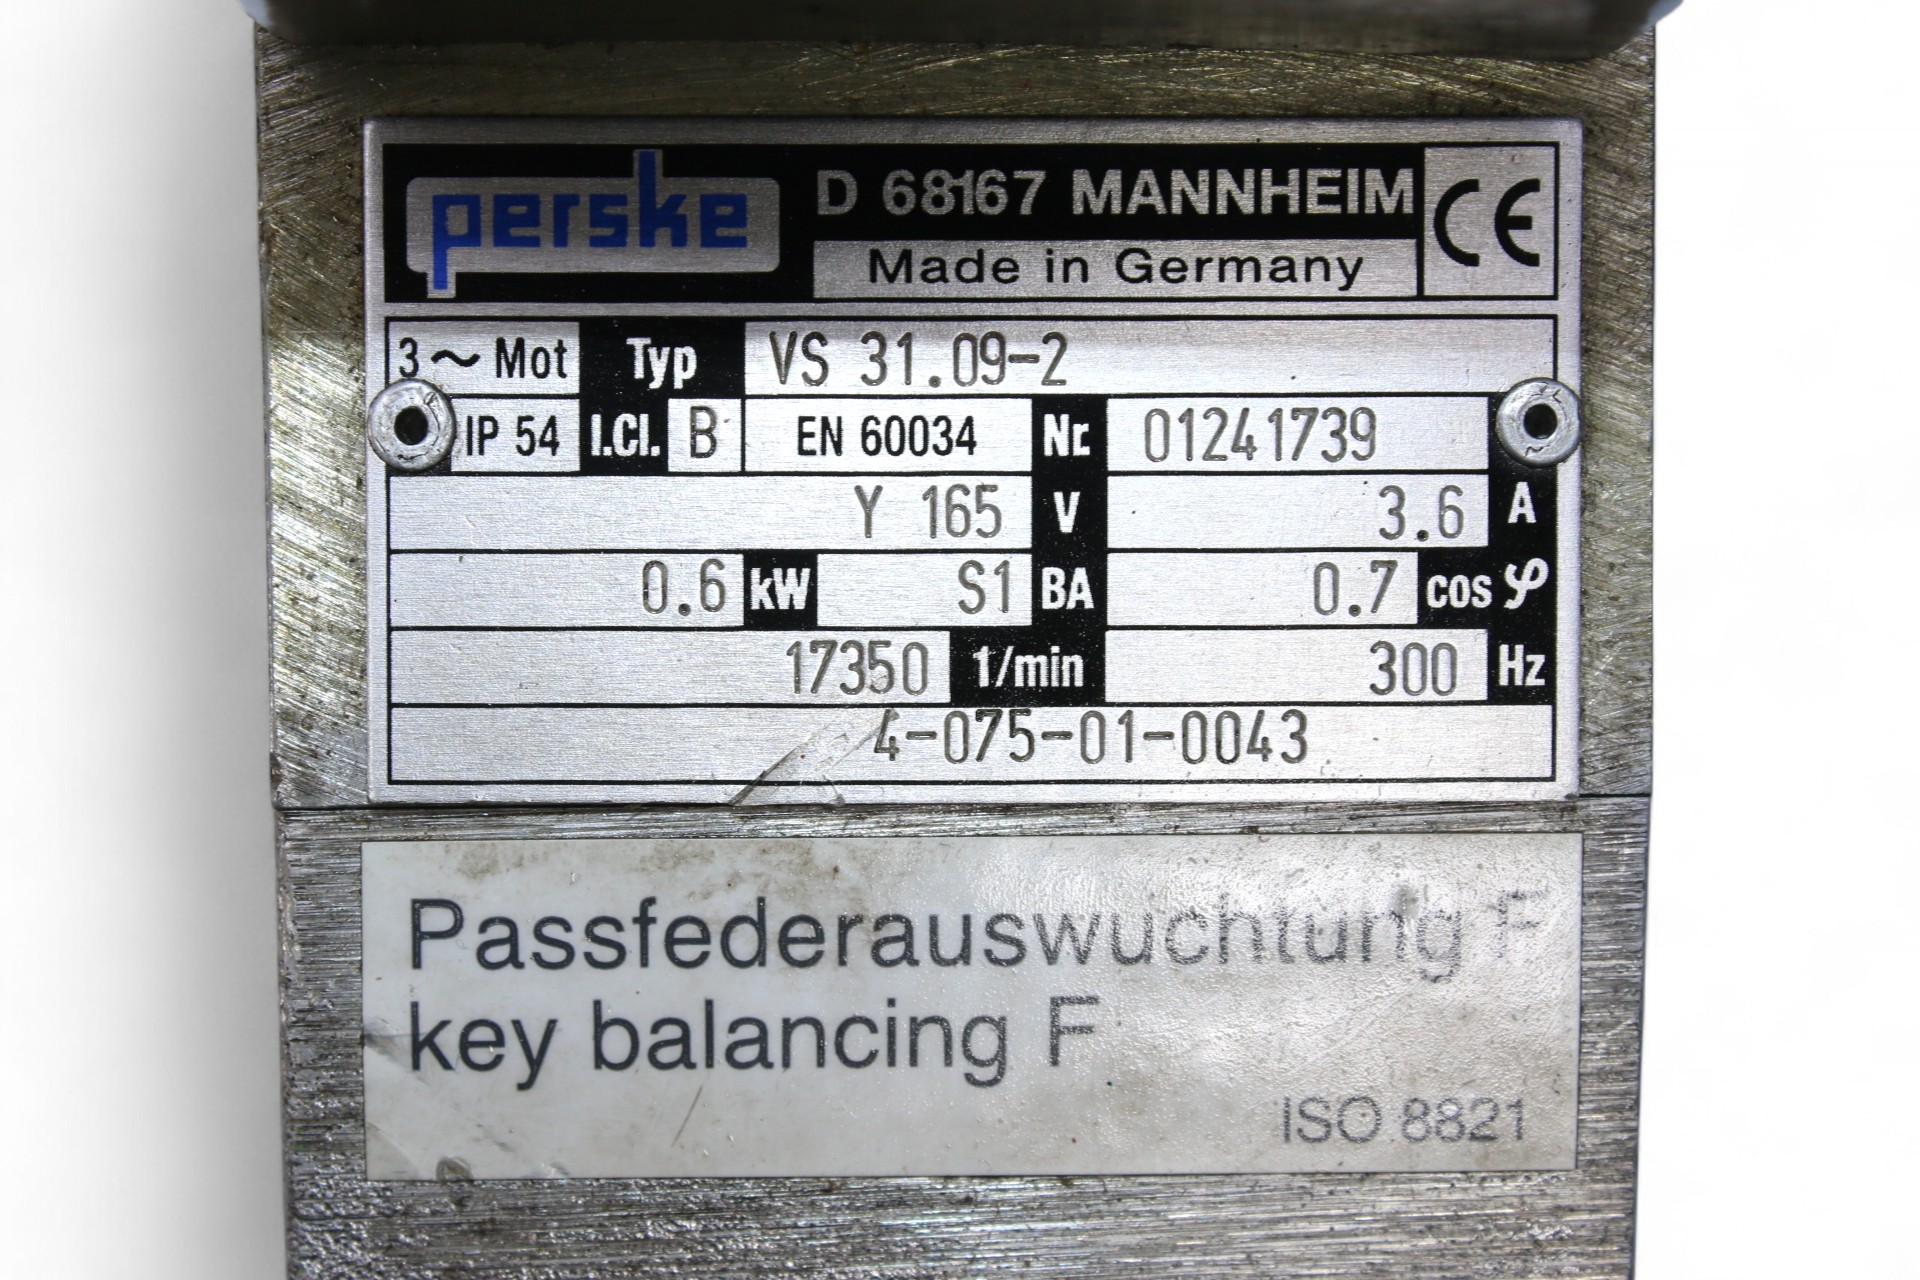 perske D 68167 MANNHEIM CE
Made in Germany
3~ Mot Typ VS 31.09-2
IP 54 I.Cl. B EN 60034 Nr. 01241739
Y 165 V 3.6 A
0.6 kW S1 BA 0.7 cos φ
17350 1/min 300 Hz
4-075-01-0043
Passfederauswuchtung F
key balancing F
ISO 8821